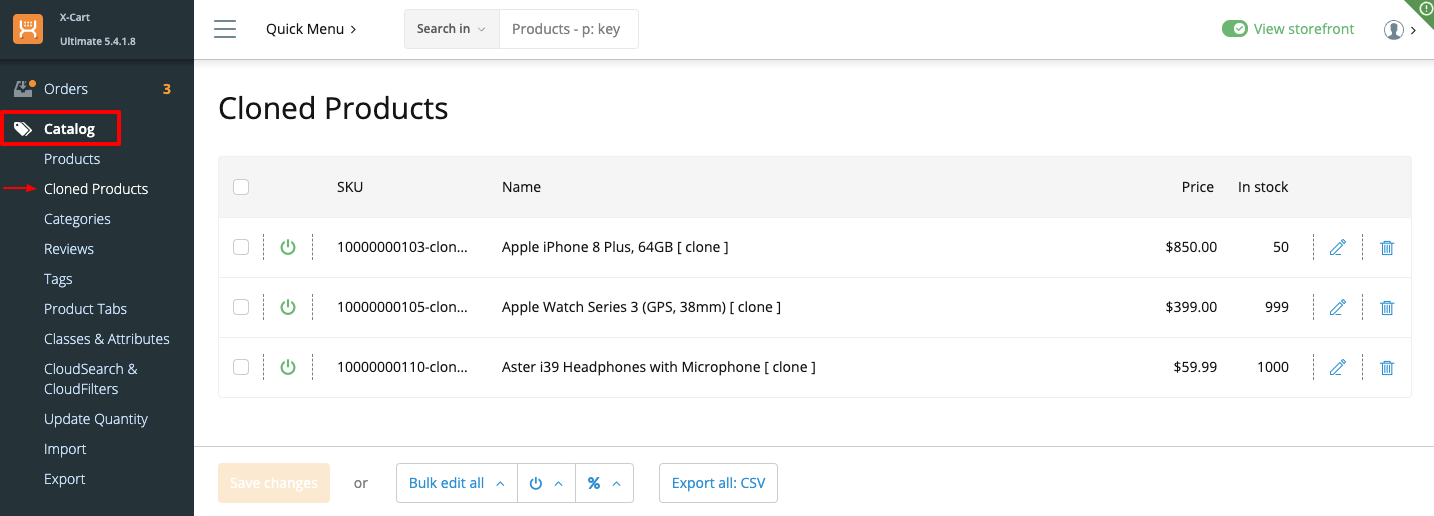 X-Cart
Ultimate 5.4.1.8
Quick Menu
Search in
Products - p: key
View storefront
Orders 3
Catalog
Products
Cloned Products
Categories
Reviews
Tags
Product Tabs
Classes & Attributes
CloudSearch &
CloudFilters
Update Quantity
Import
Export
Cloned Products
SKU Name Price In stock
10000000103-clon... Apple iPhone 8 Plus, 64GB [ clone ] $850.00 50
10000000105-clon... Apple Watch Series 3 (GPS, 38mm) [ clone ] $399.00 999
10000000110-clon... Aster i39 Headphones with Microphone [ clone ] $59.99 1000
Save changes or Bulk edit all % Export all: CSV